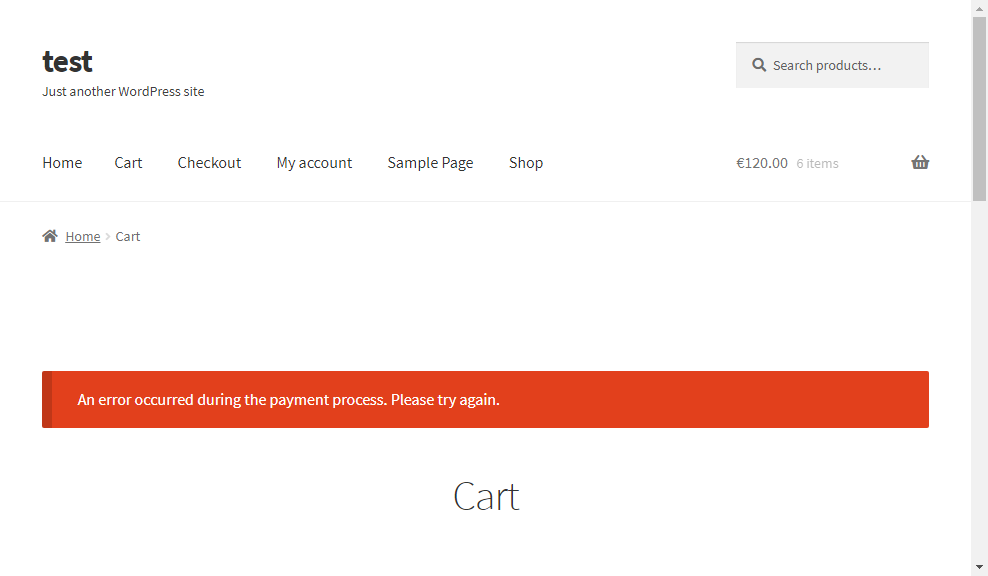 test
Just another WordPress site
Search products…
Home Cart Checkout My account Sample Page Shop
€120.00 6 items
Home Cart
An error occurred during the payment process. Please try again.
Cart